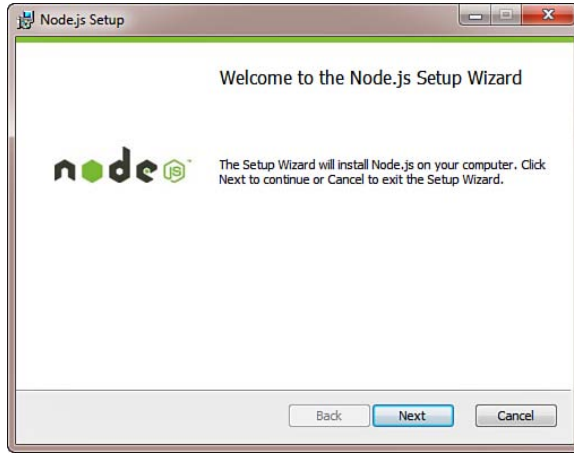 Node.js Setup
Welcome to the Node.js Setup Wizard
node JS™
The Setup Wizard will install Node.js on your computer. Click
Next to continue or Cancel to exit the Setup Wizard.
Back Next Cancel